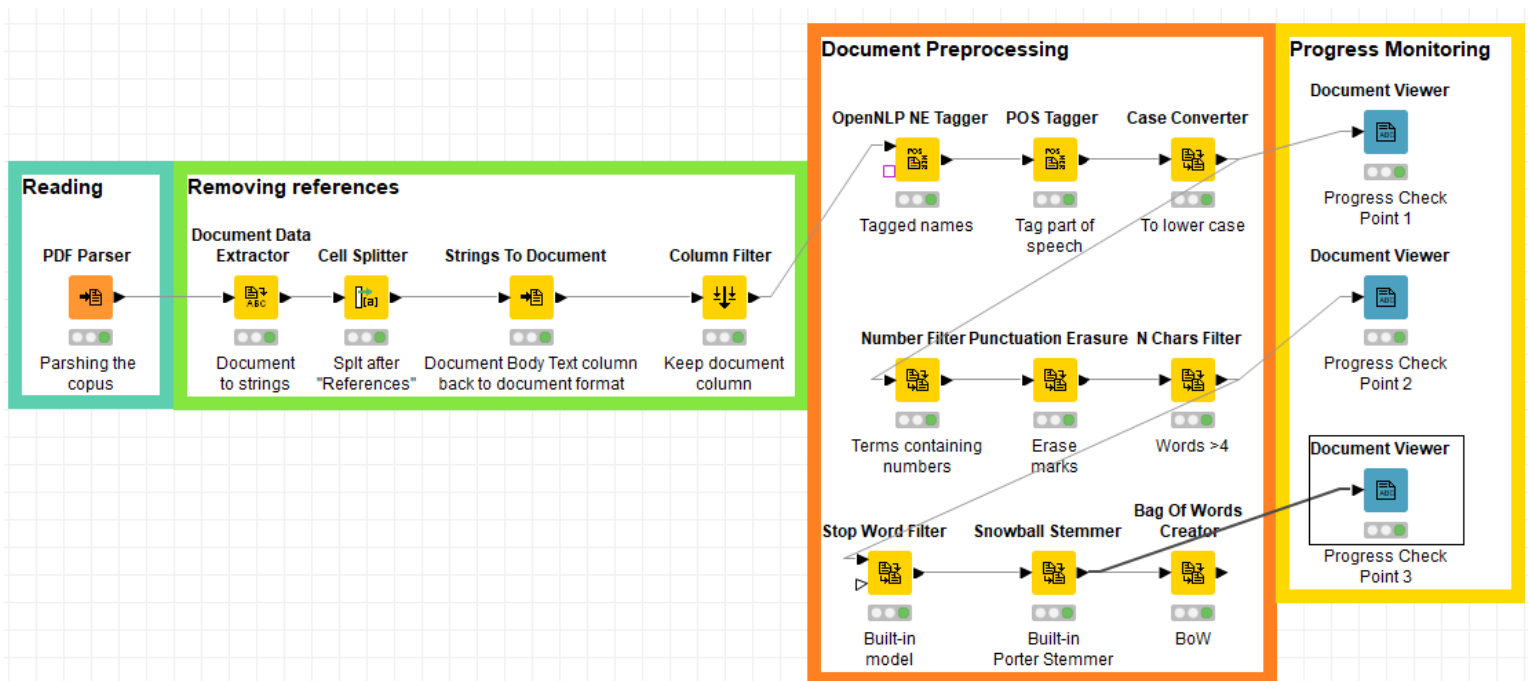 Reading
PDF Parser
Parshing the
copus
Removing references
Document Data
Extractor
Document
to strings
Cell Splitter
Splt after
"References"
Strings To Document
Document Body Text column
back to document format
Column Filter
Keep document
column
Document Preprocessing
OpenNLP NE Tagger
Tagged names
POS Tagger
Tag part of
speech
Case Converter
To lower case
Number Filter
Terms containing
numbers
Punctuation Erasure
Erase
marks
N Chars Filter
Words >4
Stop Word Filter
Built-in
model
Snowball Stemmer
Built-in
Porter Stemmer
Bag Of Words
Creator
BoW
Progress Monitoring
Document Viewer
Progress Check
Point 1
Document Viewer
Progress Check
Point 2
Document Viewer
Progress Check
Point 3